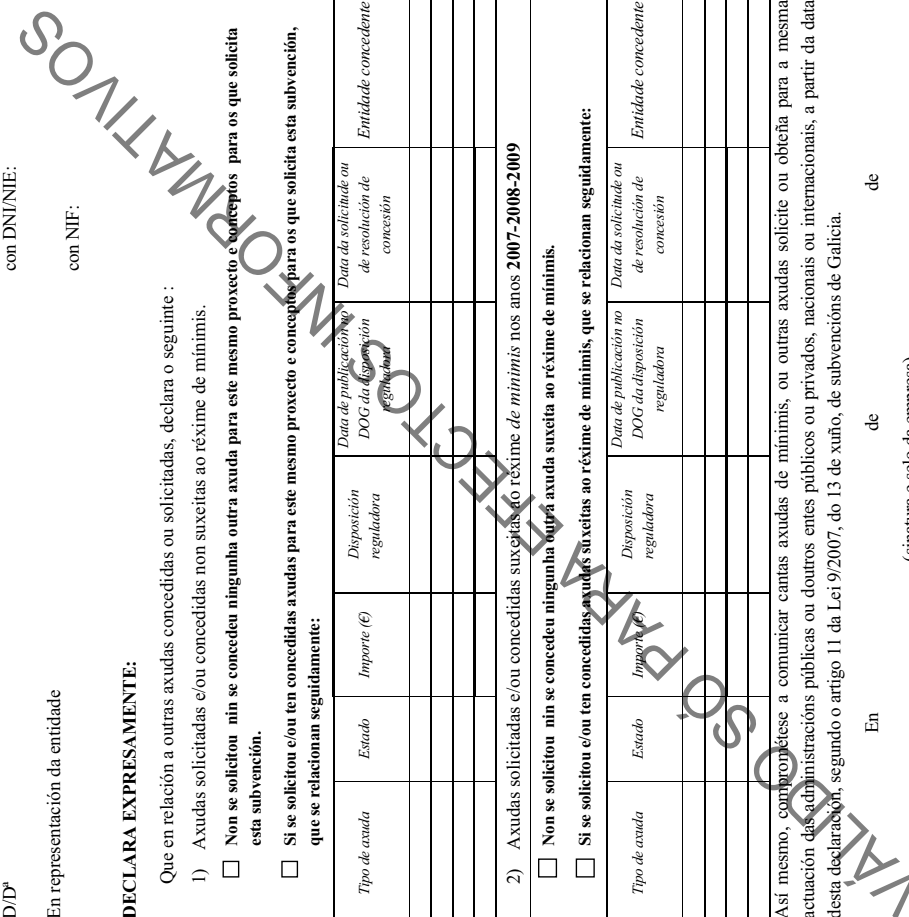 D/Dª con DNI/NIE:
En representación da entidade con NIF:
DECLARA EXPRESAMENTE:
Que en relación a outras axudas concedidas ou solicitadas, declara o seguinte :
1) Axudas solicitadas e/ou concedidas non suxeitas ao réxime de mínimis.
Non se solicitou nin se concedeu ningunha outra axuda para este mesmo proxecto e conceptos para os que solicita
esta subvención.
Si se solicitou e/ou ten concedidas axudas para este mesmo proxecto e conceptos para os que solicita esta subvención,
que se relacionan seguidamente:
Tipo de axuda
Estado
Importe (€)
Disposición
reguladora
Data de publicación no
DOG da disposición
reguladora
Data da solicitude ou
de resolución de
concesión
Entidade concedente
2) Axudas solicitadas e/ou concedidas suxeitas ao réxime de minimis nos anos 2007-2008-2009
Non se solicitou nin se concedeu ningunha outra axuda suxeita ao réxime de mínimis.
Si se solicitou e/ou ten concedidas axudas suxeitas ao réxime de mínimis, que se relacionan seguidamente:
Tipo de axuda
Estado
Importe (€)
Disposición
reguladora
Data de publicación no
DOG da disposición
reguladora
Data da solicitude ou
de resolución de
concesión
Entidade concedente
Así mesmo, comprométese a comunicar cantas axudas de mínimis, ou outras axudas solicite ou obteña para a mesma
actuación das administracións públicas ou doutros entes públicos ou privados, nacionais ou internacionais, a partir da data
desta declaración, segundo o artigo 11 da Lei 9/2007, do 13 de xuño, de subvencións de Galicia.
En de de
VÁLIDO SÓ PARA EFECTOS INFORMATIVOS